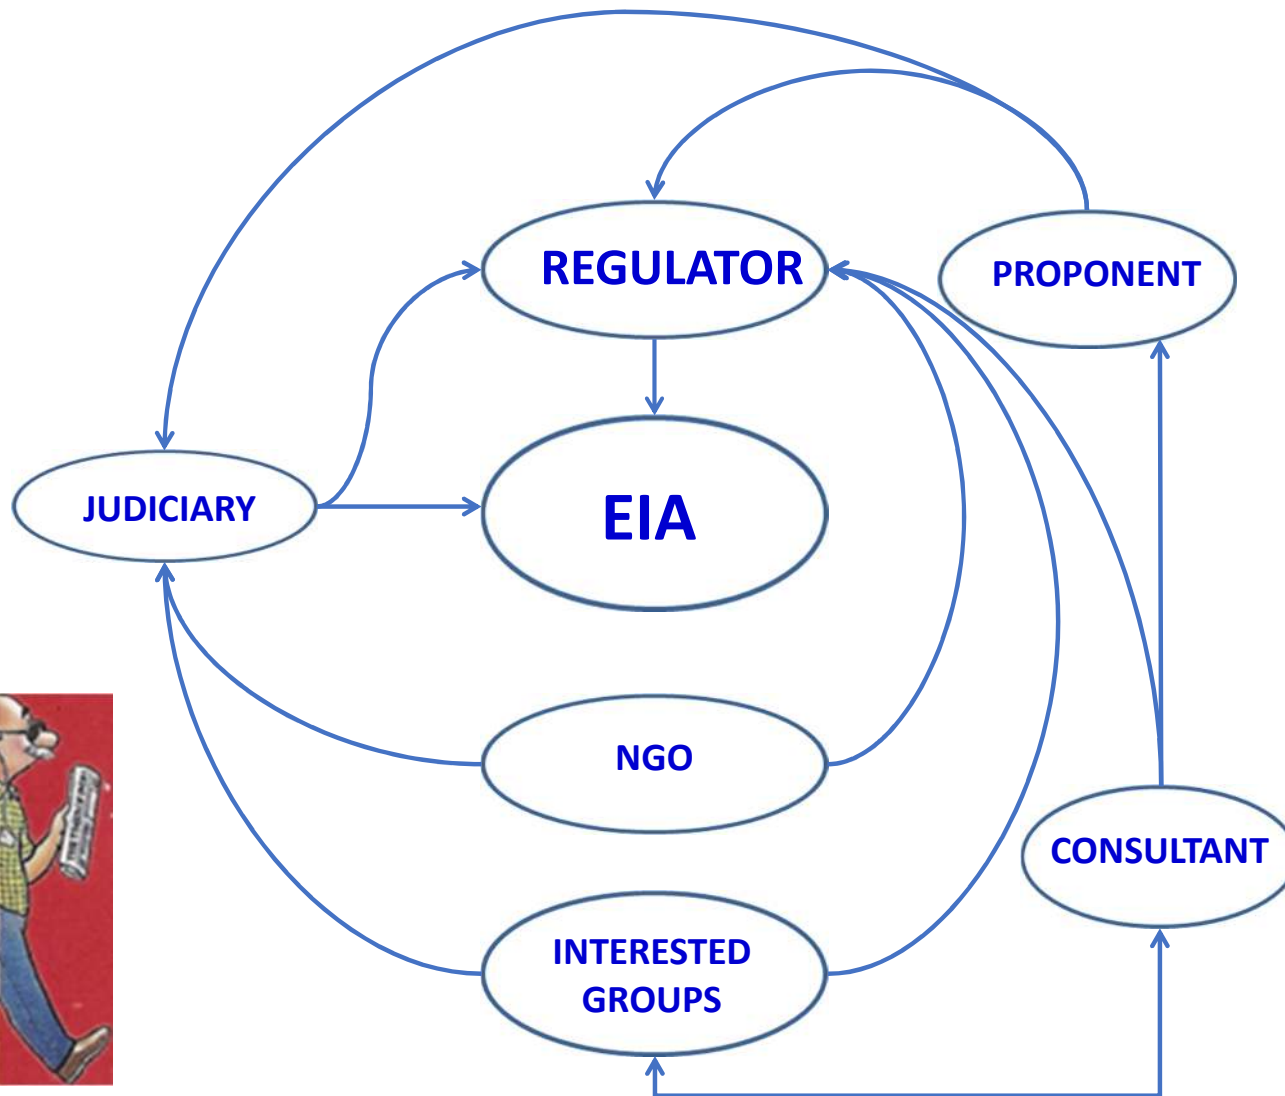 REGULATOR
PROPONENT
JUDICIARY
EIA
NGO
CONSULTANT
INTERESTED
GROUPS